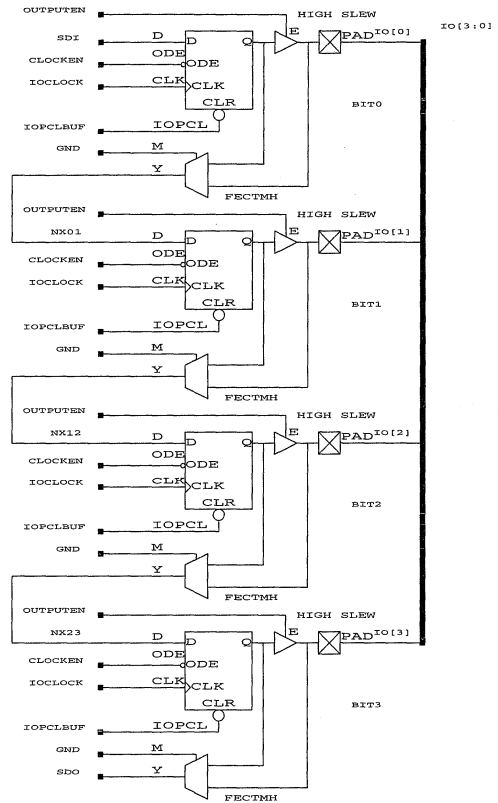 OUTPUTEN HIGH SLEW IO[3:0]
SDI D D Q E PAD IO[0]
CLOCKEN ODE ODE
IOCLOCK CLK CLK
CLR BIT0
IOPCLBUF IOPCL
GND M
Y
FECTMH
OUTPUTEN HIGH SLEW
NX01 D D Q E PAD IO[1]
CLOCKEN ODE ODE
IOCLOCK CLK CLK
CLR BIT1
IOPCLBUF IOPCL
GND M
Y
FECTMH
OUTPUTEN HIGH SLEW
NX12 D D Q E PAD IO[2]
CLOCKEN ODE ODE
IOCLOCK CLK CLK
CLR BIT2
IOPCLBUF IOPCL
GND M
Y
FECTMH
OUTPUTEN HIGH SLEW
NX23 D D Q E PAD IO[3]
CLOCKEN ODE ODE
IOCLOCK CLK CLK
CLR BIT3
IOPCLBUF IOPCL
GND M
SDO Y
FECTMH